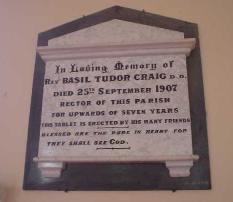 In Loving Memory of
Rev BASIL TUDOR CRAIG D.D.
DIED 25TH SEPTEMBER 1907
RECTOR OF THIS PARISH
FOR UPWARDS OF SEVEN YEARS
THIS TABLET IS ERECTED BY HIS MANY FRIENDS
BLESSED ARE THE PURE IN HEART FOR
THEY SHALL SEE GOD.